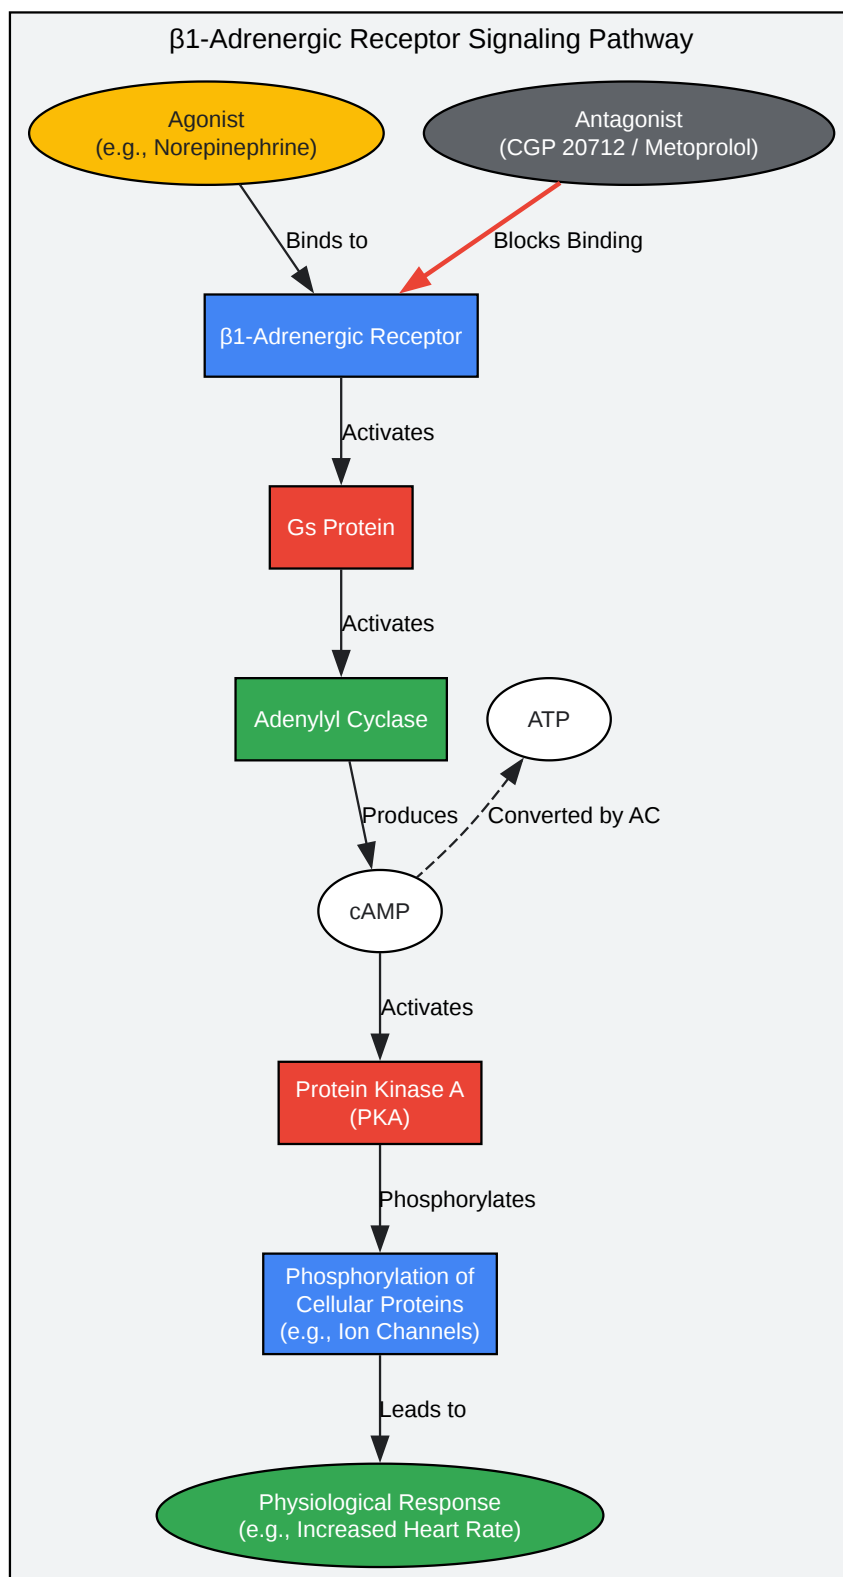 β1-Adrenergic Receptor Signaling Pathway
Agonist
(e.g., Norepinephrine)
Antagonist
(CGP 20712 / Metoprolol)
Binds to
Blocks Binding
β1-Adrenergic Receptor
Activates
Gs Protein
Activates
Adenylyl Cyclase
ATP
Produces
Converted by AC
cAMP
Activates
Protein Kinase A
(PKA)
Phosphorylates
Phosphorylation of
Cellular Proteins
(e.g., Ion Channels)
Leads to
Physiological Response
(e.g., Increased Heart Rate)